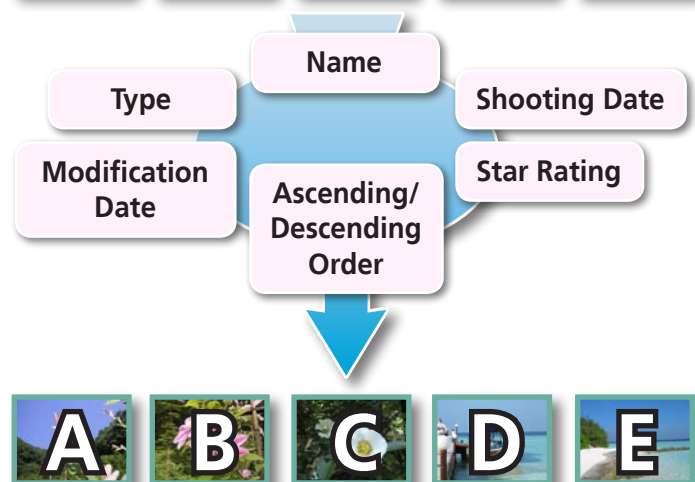 Name
Type
Shooting Date
Modification
Date
Star Rating
Ascending/
Descending
Order
A B C D E